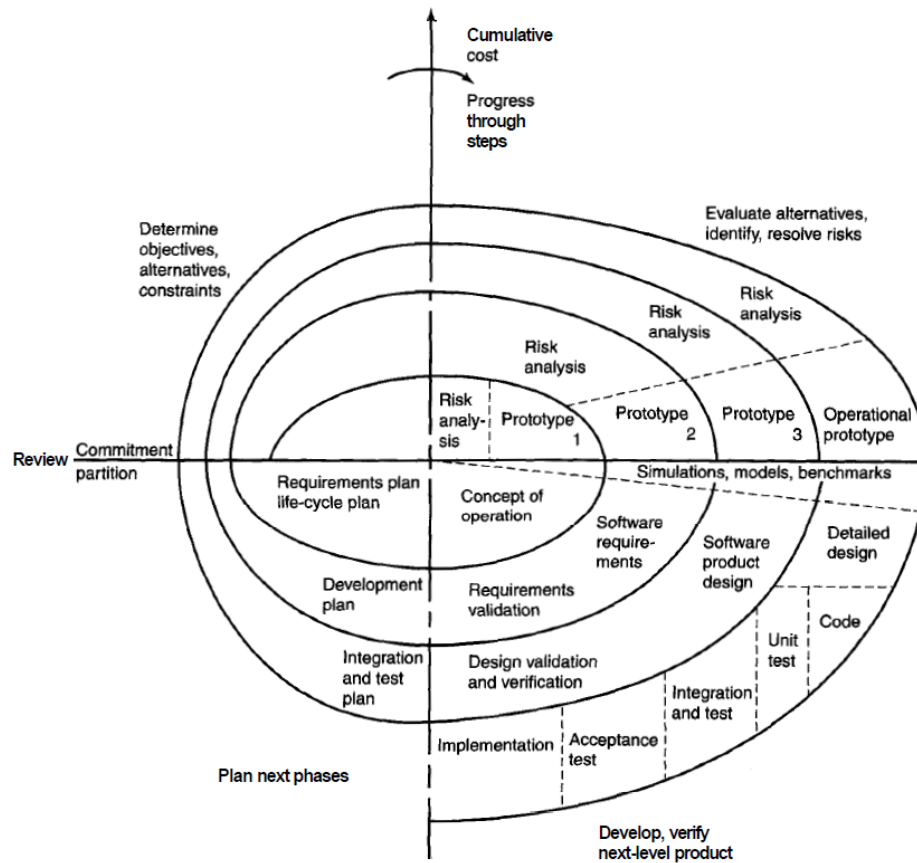 Cumulative
cost
Progress
through
steps
Determine
objectives,
alternatives,
constraints
Evaluate alternatives,
identify, resolve risks
Risk
analysis
Risk
analysis
Risk
analysis
Risk
analy-
sis
Prototype
1
Prototype
2
Prototype
3
Operational
prototype
Review
Commitment
partition
Simulations, models, benchmarks
Requirements plan
life-cycle plan
Concept of
operation
Software
require-
ments
Software
product
design
Detailed
design
Development
plan
Requirements
validation
Code
Unit
test
Integration
and test
plan
Design validation
and verification
Integration
and test
Acceptance
test
Implementation
Plan next phases
Develop, verify
next-level product